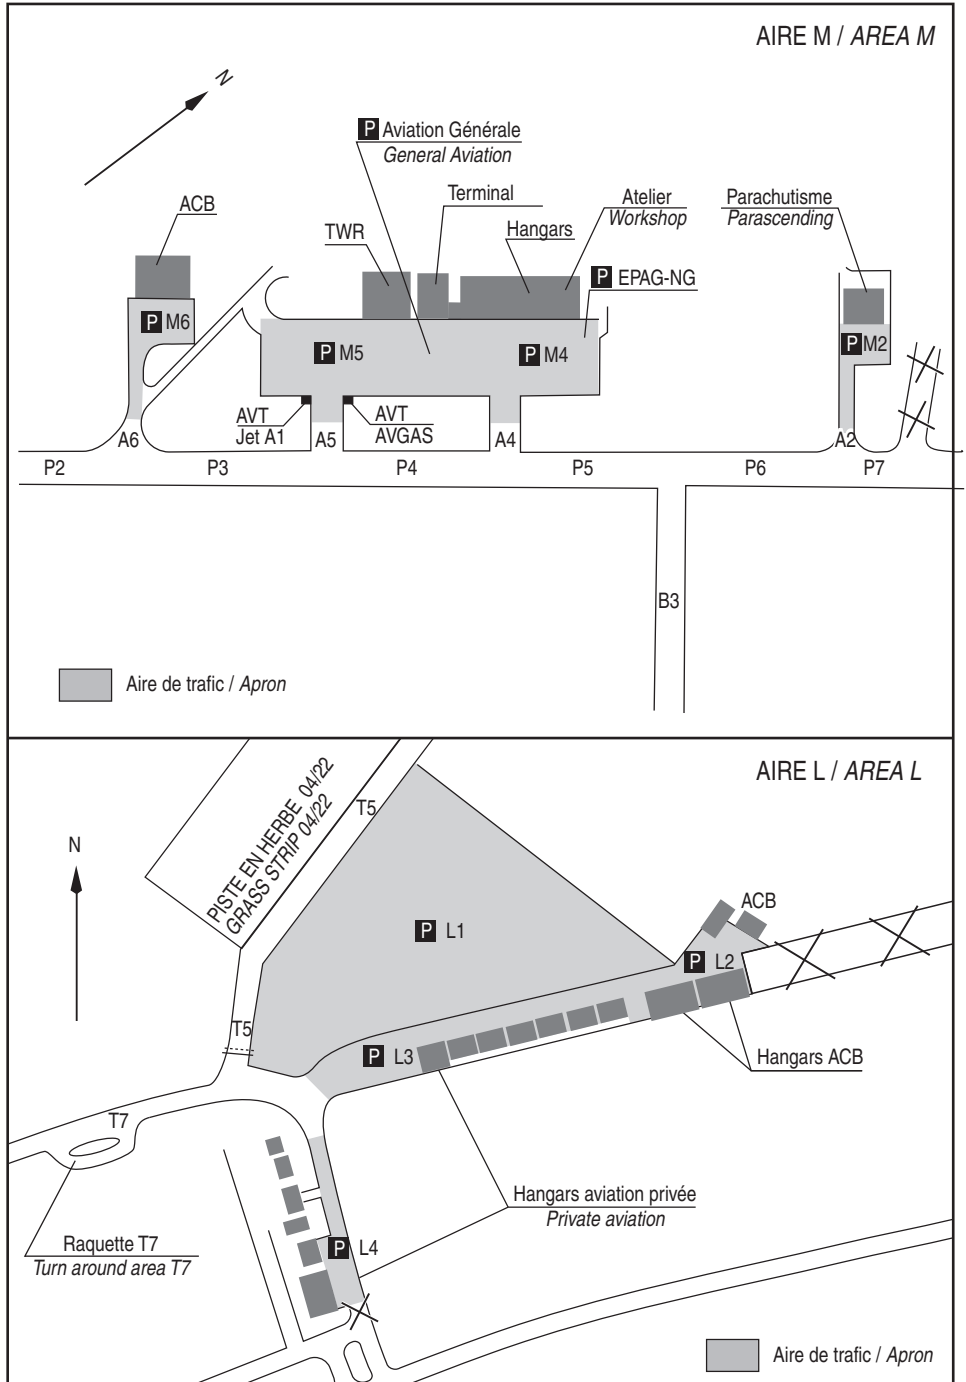 AIRE M / AREA M
N
P Aviation Générale
General Aviation
Terminal
Atelier
Workshop
Parachutisme
Parascending
ACB
TWR
Hangars
P EPAG-NG
P M6
P M5
P M4
P M2
AVT
Jet A1
AVT
AVGAS
A6
A5
A4
A2
P2
P3
P4
P5
P6
P7
B3
Aire de trafic / Apron
AIRE L / AREA L
N
PISTE EN HERBE 04/22
GRASS STRIP 04/22
T5
P L1
ACB
P L2
T5
P L3
Hangars ACB
T7
Hangars aviation privée
Private aviation
Raquette T7
Turn around area T7
P L4
Aire de trafic / Apron